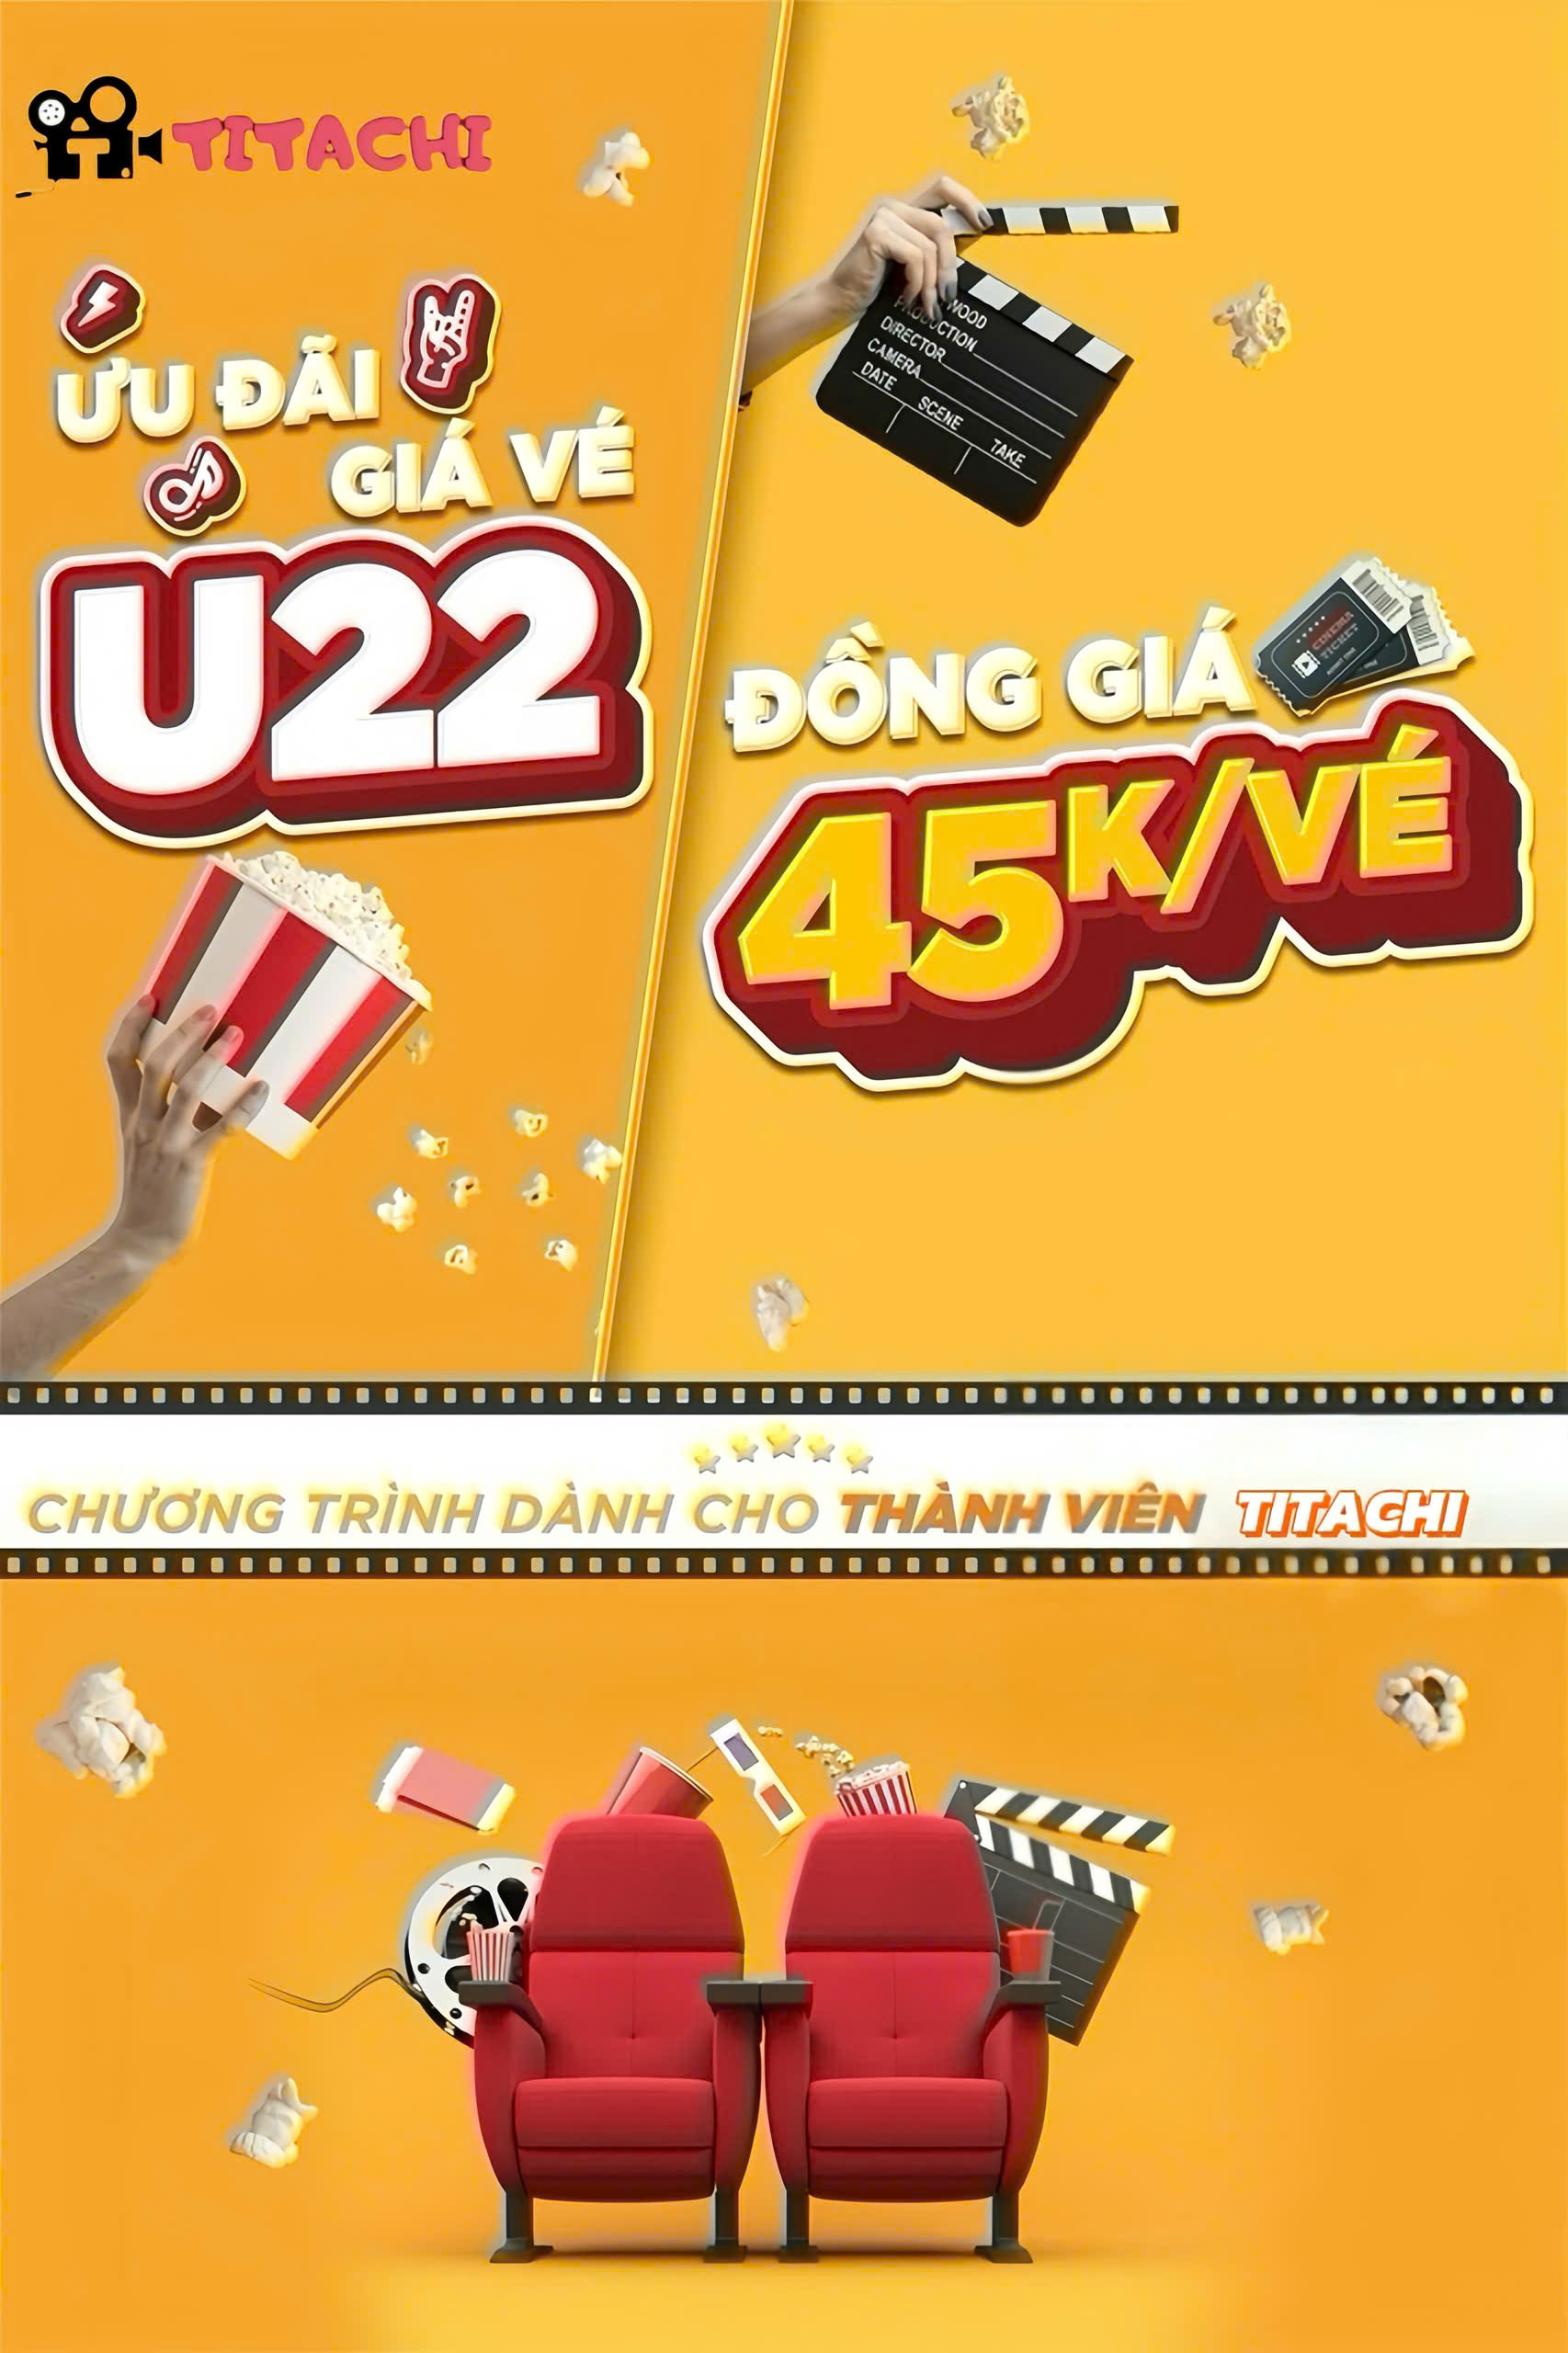 TITACHI
ƯU ĐÃI
GIÁ VÉ
U22
WOOD
PRODUCTION
DIRECTOR
CAMERA
DATE
SCENE
TAKE
ĐỒNG GIÁ
CINEMA
TICKET
45K/VÉ
CHƯƠNG TRÌNH DÀNH CHO THÀNH VIÊN TITACHI